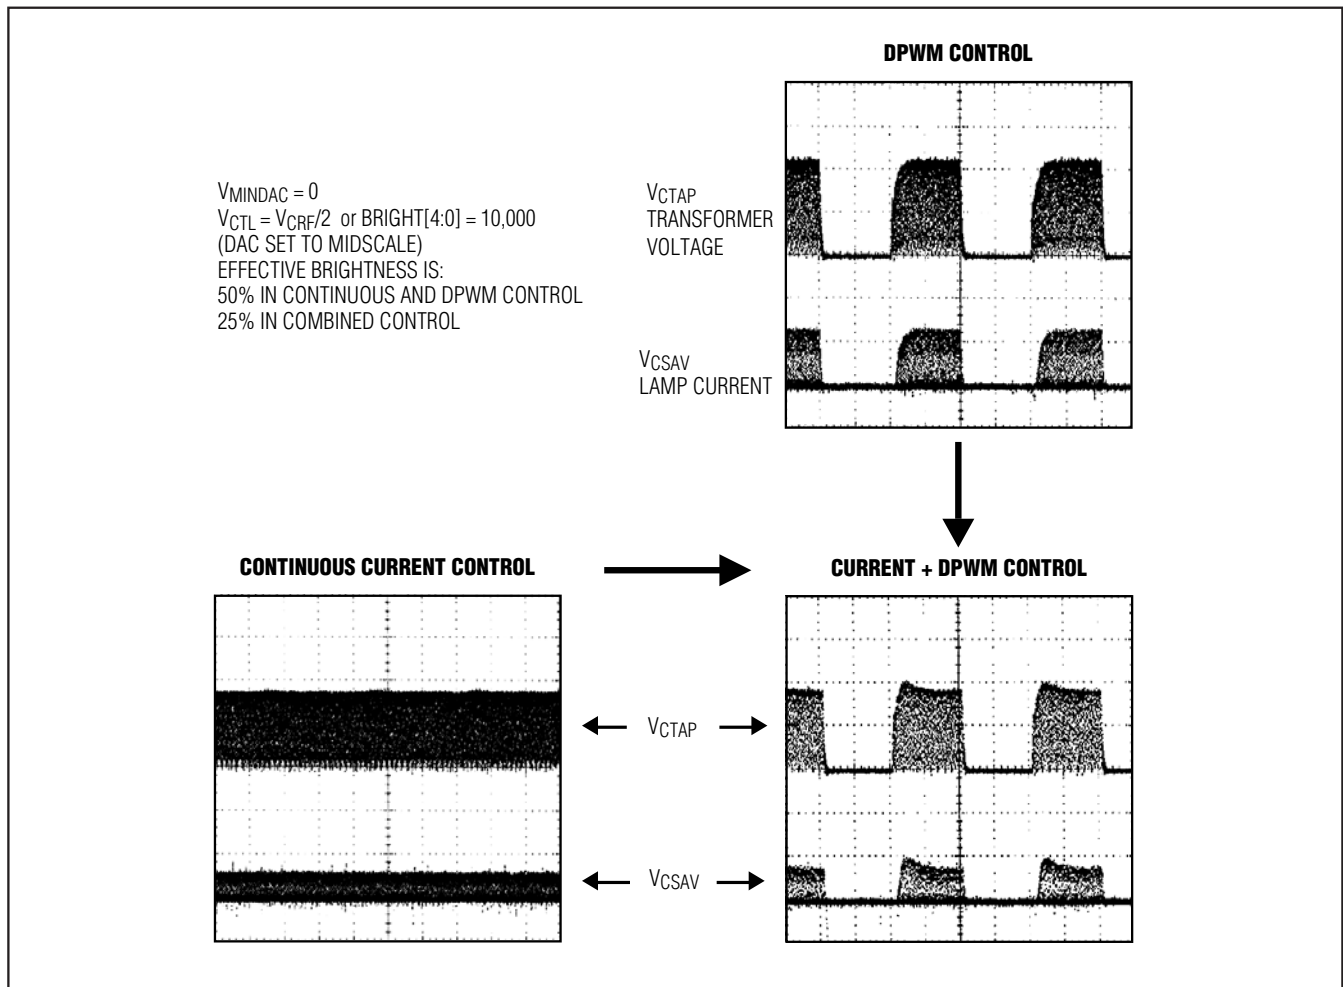 DPWM CONTROL
VMINDAC = 0
VCTL = VCRF/2 or BRIGHT[4:0] = 10,000
(DAC SET TO MIDSCALE)
EFFECTIVE BRIGHTNESS IS:
50% IN CONTINUOUS AND DPWM CONTROL
25% IN COMBINED CONTROL
VCTAP
TRANSFORMER
VOLTAGE
VCSAV
LAMP CURRENT
CONTINUOUS CURRENT CONTROL
CURRENT + DPWM CONTROL
VCTAP
VCSAV